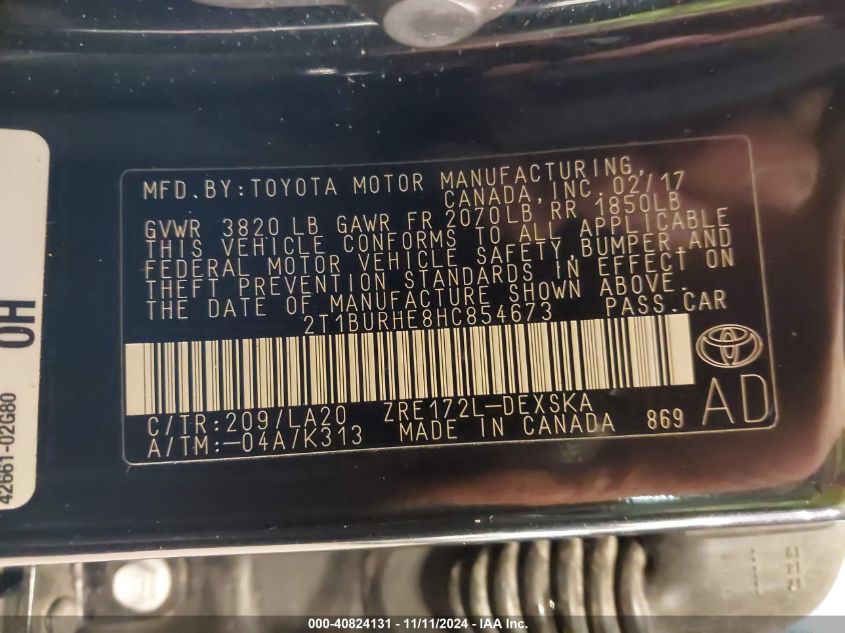 MFD. BY: TOYOTA MOTOR MANUFACTURING,
CANADA, INC. 02/17
GVWR 3820 LB GAWR FR 2070LB RR 1850LB
THIS VEHICLE CONFORMS TO ALL APPLICABLE
FEDERAL MOTOR VEHICLE SAFETY, BUMPER, AND
THEFT PREVENTION STANDARDS IN EFFECT ON
THE DATE OF MANUFACTURE SHOWN ABOVE.
2T1BURHE8HC854673 PASS. CAR
C/TR: 209/LA20 ZRE172L-DEXSKA
A/TM: -04A/K313 MADE IN CANADA 869 AD
OH
42661-02G80
000-40824131 - 11/11/2024 - IAA Inc.